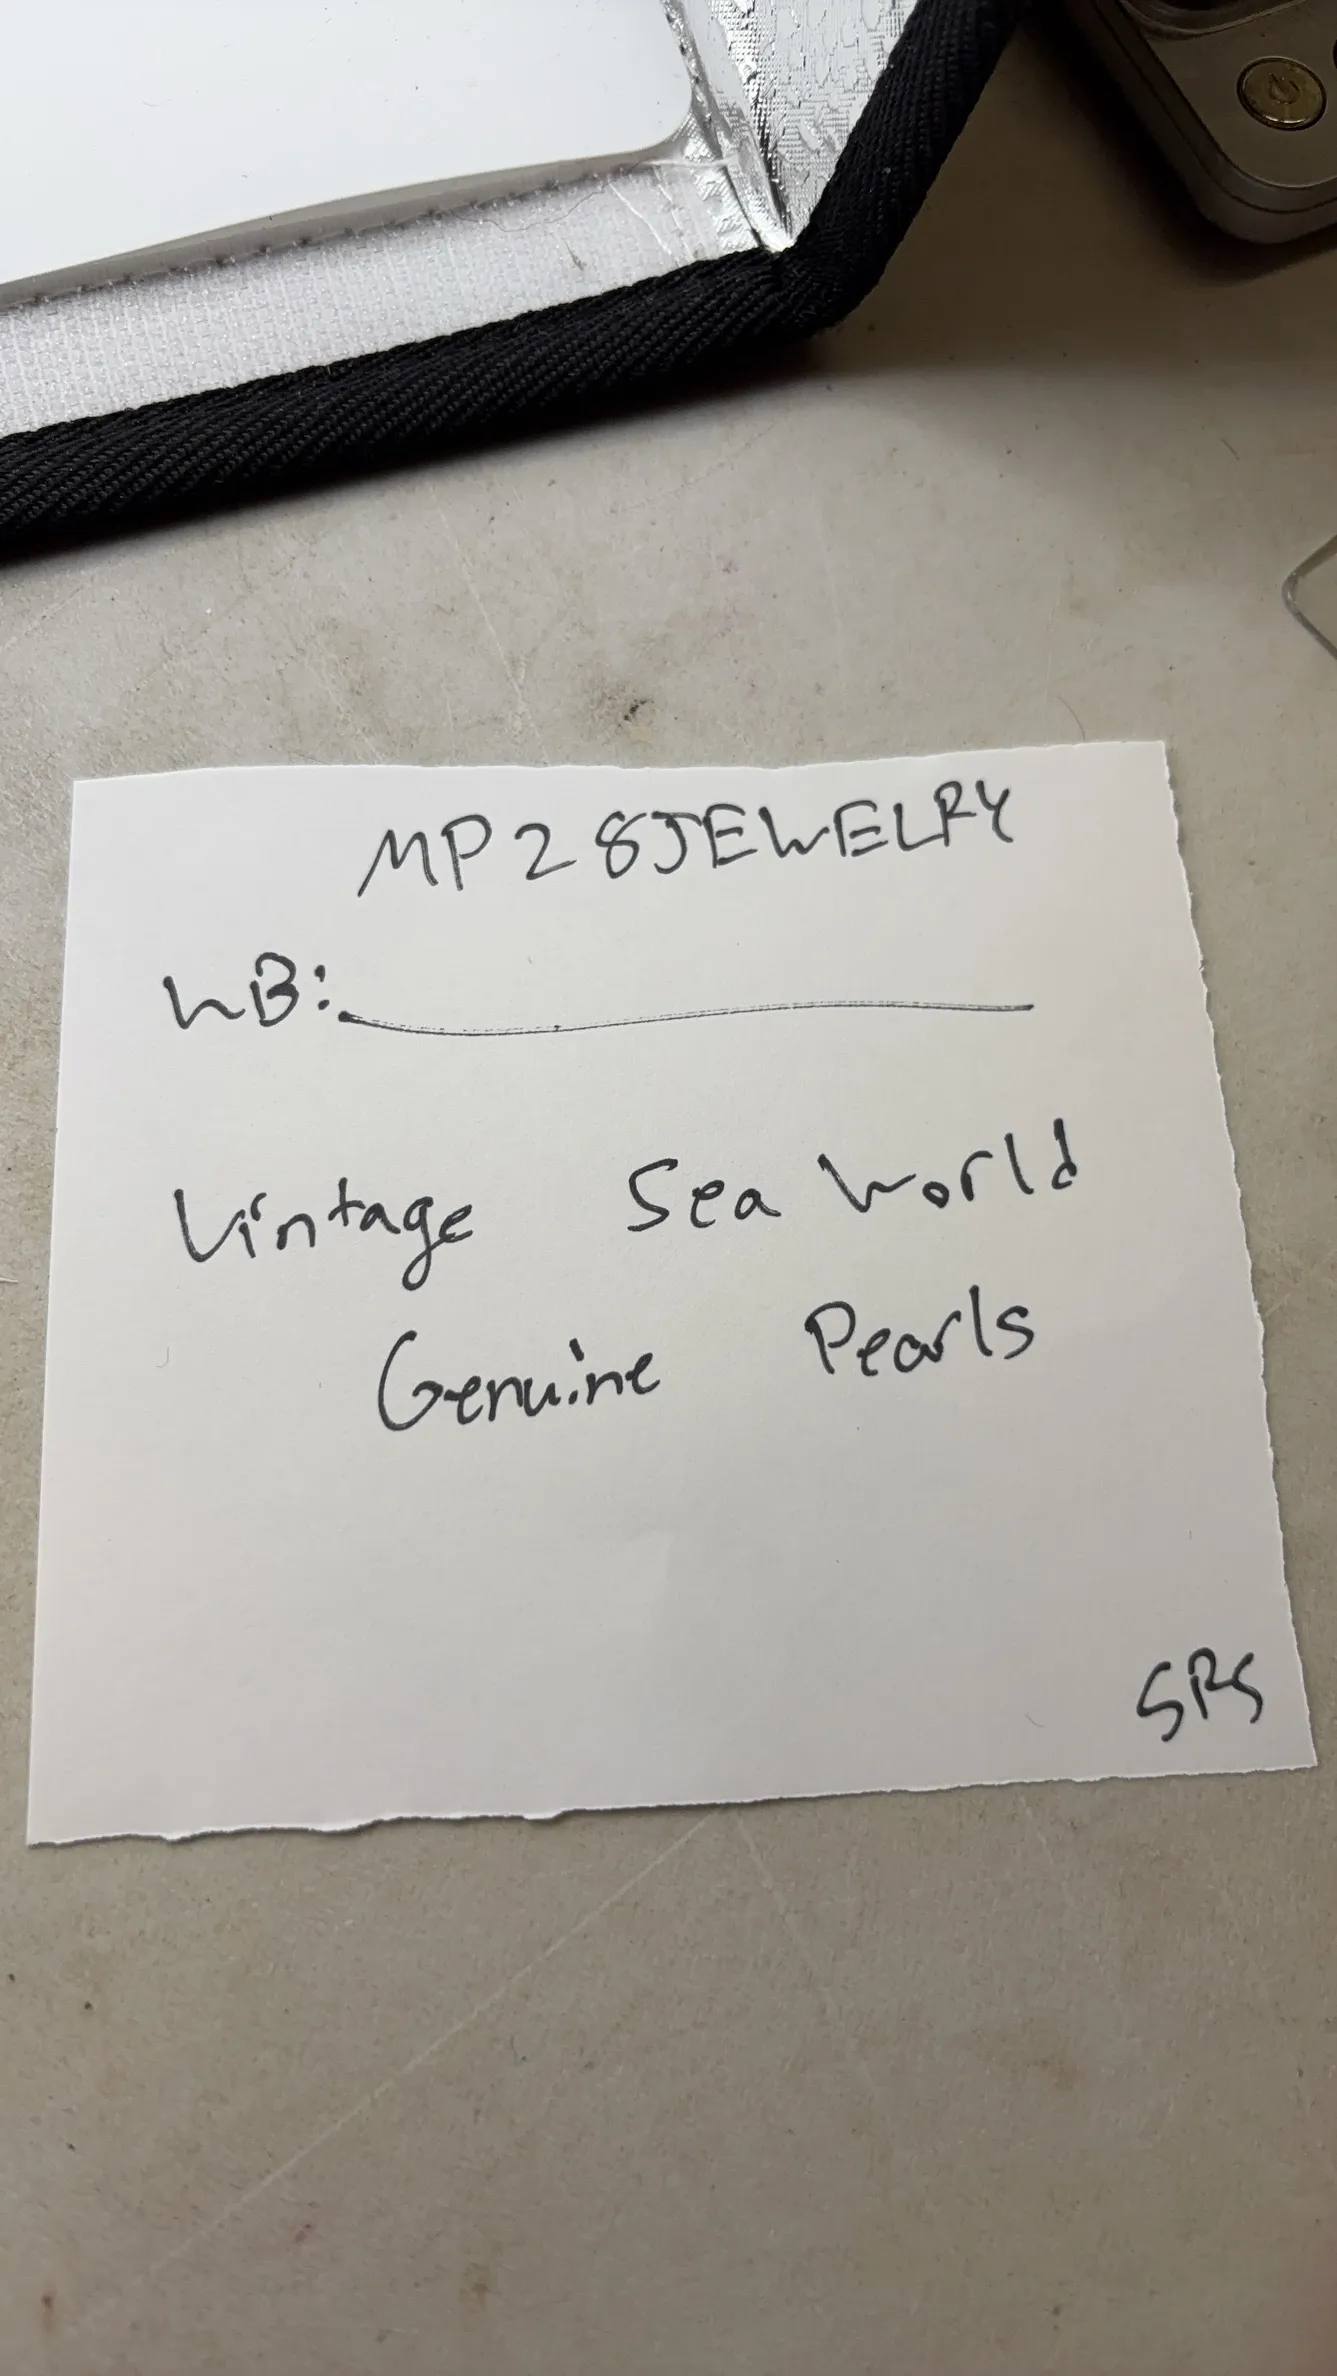 MP28JEWELRY
WB:
Vintage Sea World
Genuine Pearls
SRS